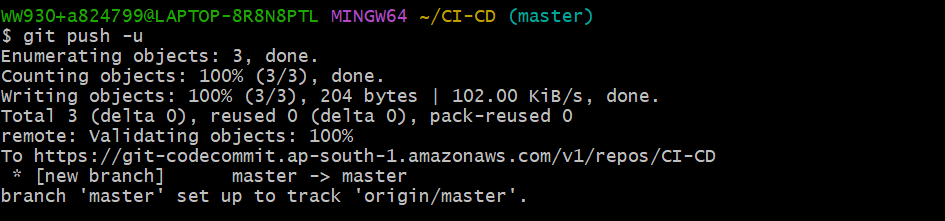 WW930+a824799@LAPTOP-8R8N8PTL MINGW64 ~/CI-CD (master)
$ git push -u
Enumerating objects: 3, done.
Counting objects: 100% (3/3), done.
Writing objects: 100% (3/3), 204 bytes | 102.00 KiB/s, done.
Total 3 (delta 0), reused 0 (delta 0), pack-reused 0
remote: Validating objects: 100%
To https://git-codecommit.ap-south-1.amazonaws.com/v1/repos/CI-CD
 * [new branch]      master -> master
branch 'master' set up to track 'origin/master'.